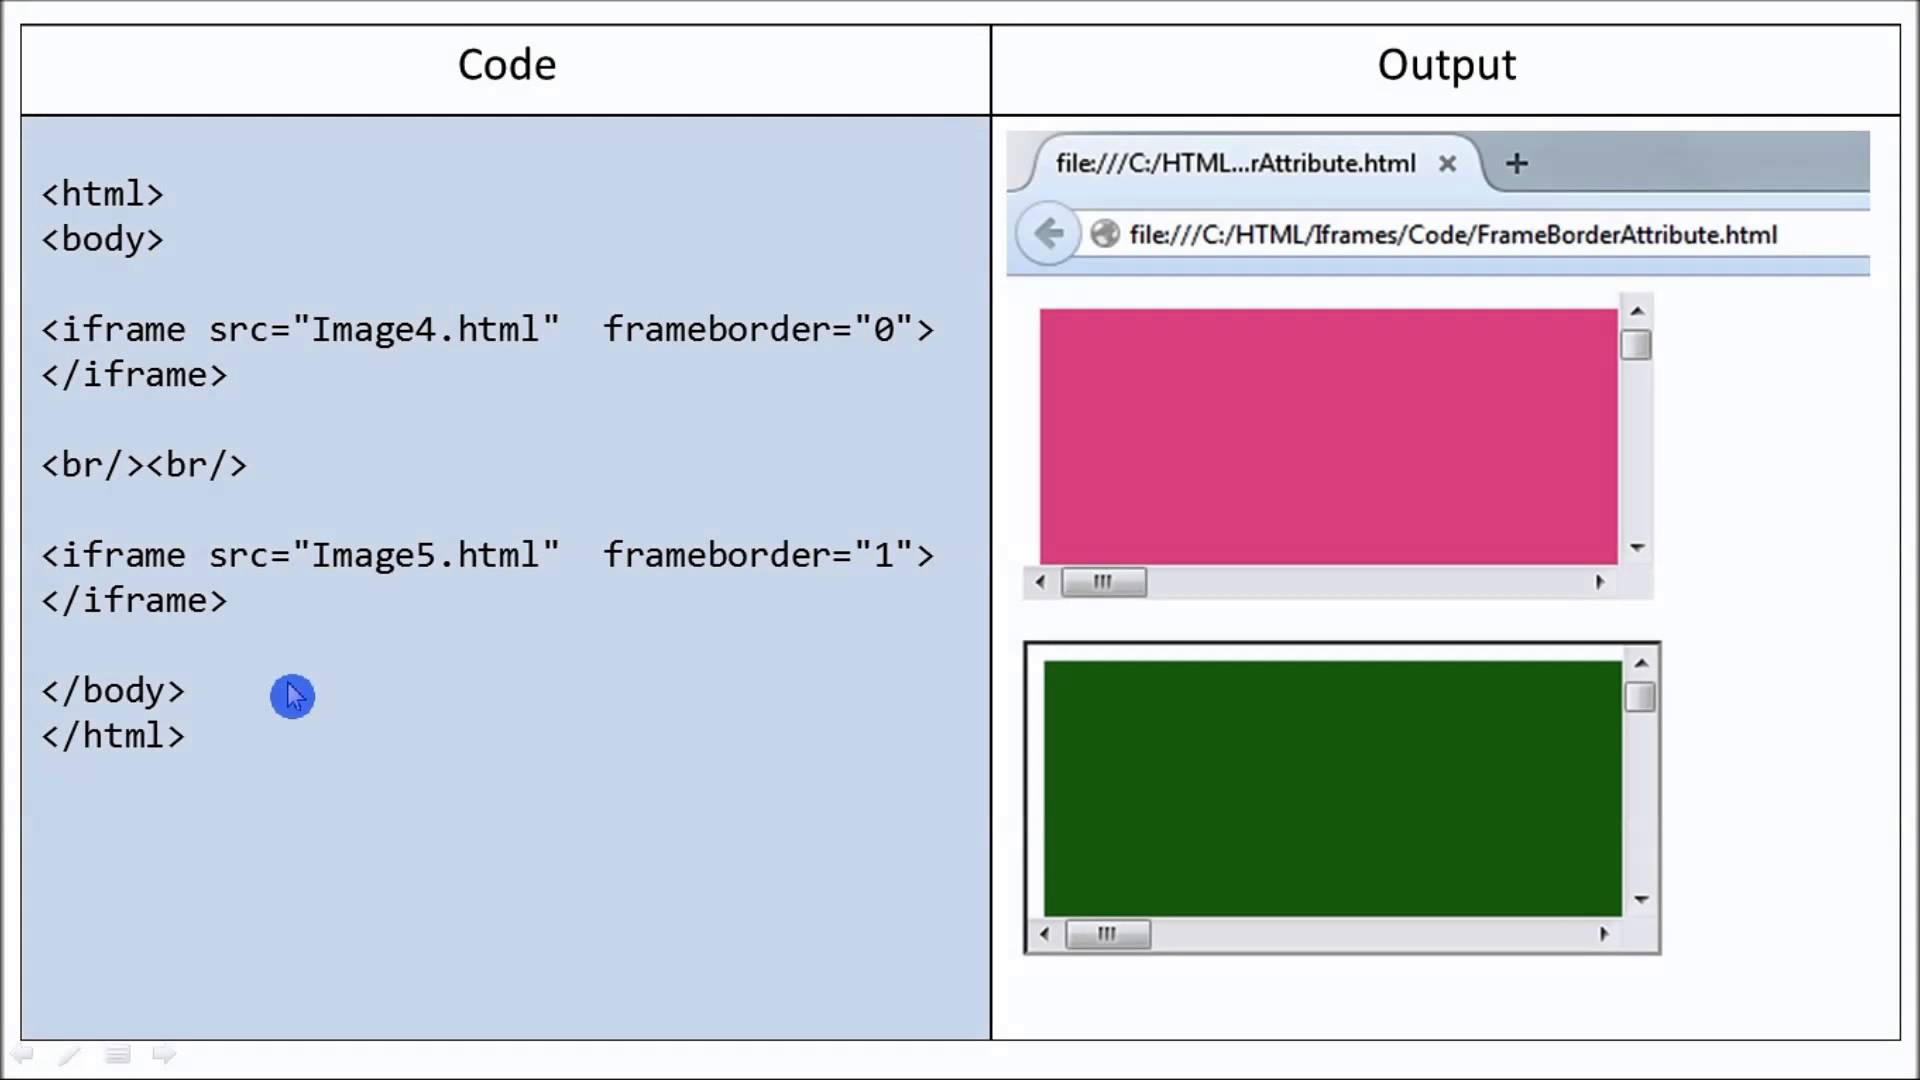 Code
Output
<html>
<body>
<iframe src="Image4.html"  frameborder="0">
</iframe>
<br/><br/>
<iframe src="Image5.html"  frameborder="1">
</iframe>
</body>
</html>
file:///C:/HTML...rAttribute.html
file:///C:/HTML/Iframes/Code/FrameBorderAttribute.html